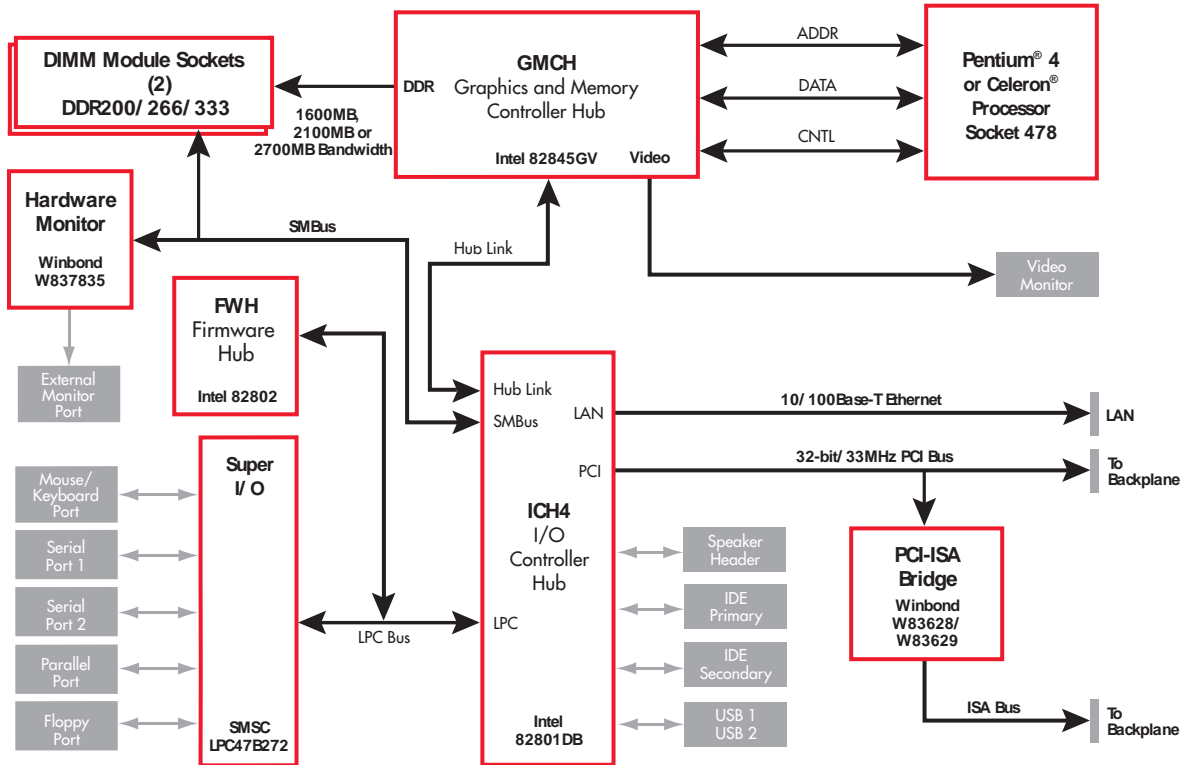 DIMM Module Sockets
(2)
DDR200/ 266/ 333
DDR
1600MB,
2100MB or
2700MB Bandwidth
GMCH
Graphics and Memory
Controller Hub
Intel 82845GV
Video
ADDR
DATA
CNTL
Pentium® 4
or Celeron®
Processor
Socket 478
Hardware
Monitor
Winbond
W837835
SMBus
Hub Link
Video
Monitor
External
Monitor
Port
FWH
Firmware
Hub
Intel 82802
Hub Link
SMBus
LAN
10/ 100Base-T Ethernet
LAN
PCI
32-bit/ 33MHz PCI Bus
To
Backplane
ICH4
I/O
Controller
Hub
LPC
Intel
82801DB
Super
I/ O
SMSC
LPC47B272
LPC Bus
Mouse/
Keyboard
Port
Serial
Port 1
Serial
Port 2
Parallel
Port
Floppy
Port
Speaker
Header
IDE
Primary
IDE
Secondary
USB 1
USB 2
PCI-ISA
Bridge
Winbond
W83628/
W83629
ISA Bus
To
Backplane